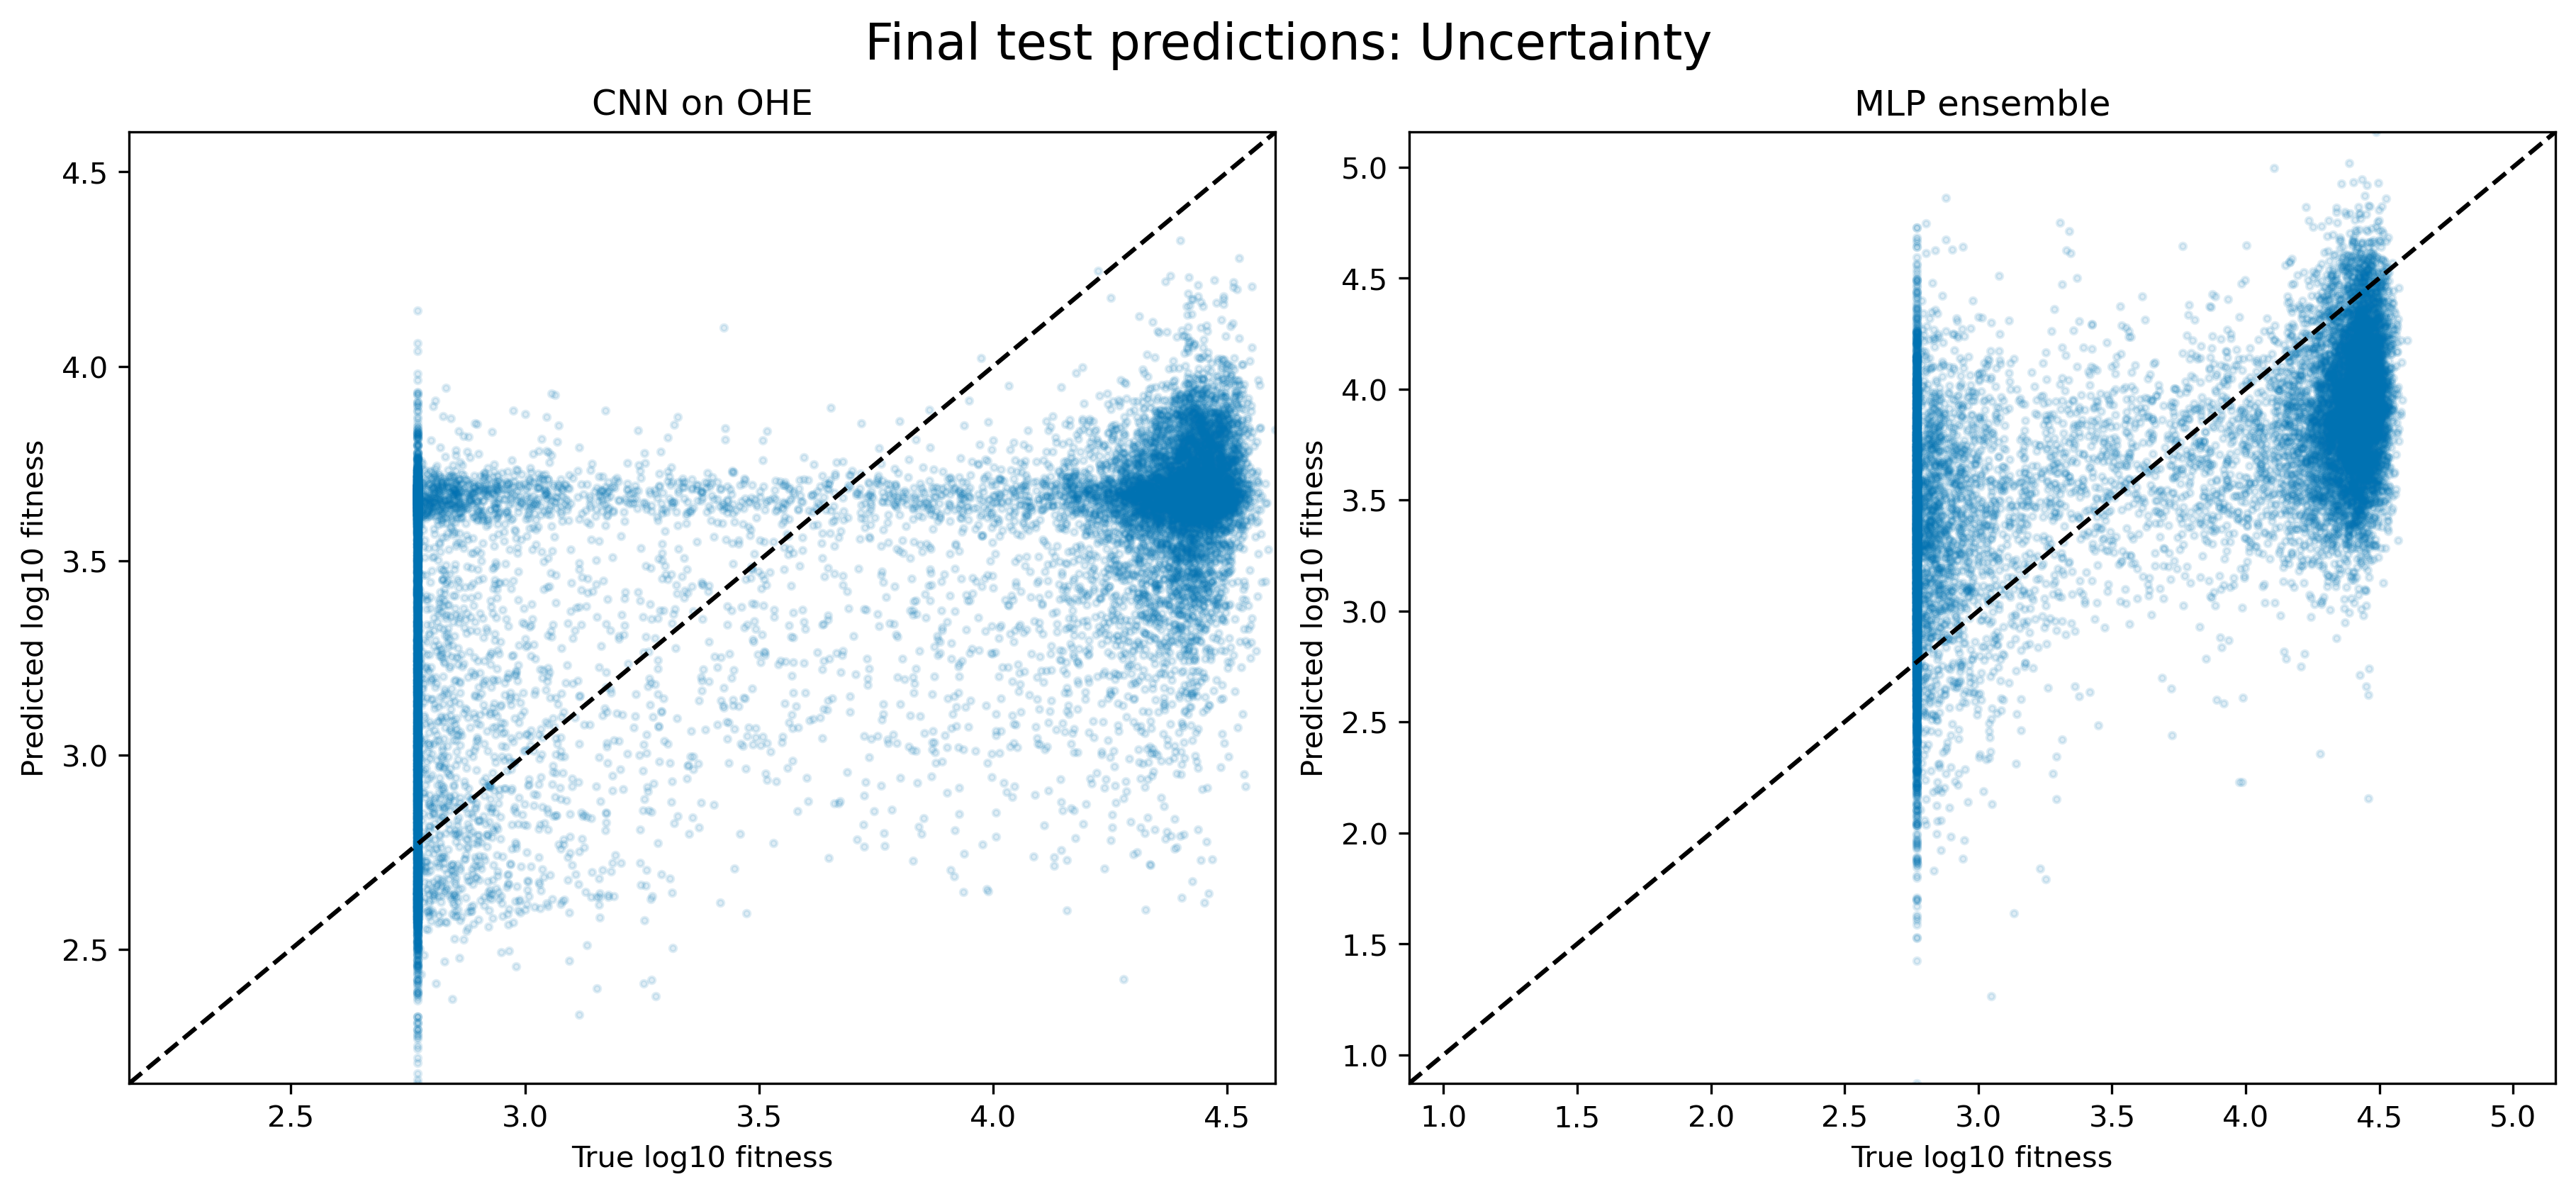 Final test predictions: Uncertainty
CNN on OHE
4.5
4.0
3.5
3.0
2.5
Predicted log10 fitness
2.5 3.0 3.5 4.0 4.5
True log10 fitness
MLP ensemble
5.0
4.5
4.0
3.5
3.0
2.5
2.0
1.5
1.0
Predicted log10 fitness
1.0 1.5 2.0 2.5 3.0 3.5 4.0 4.5 5.0
True log10 fitness